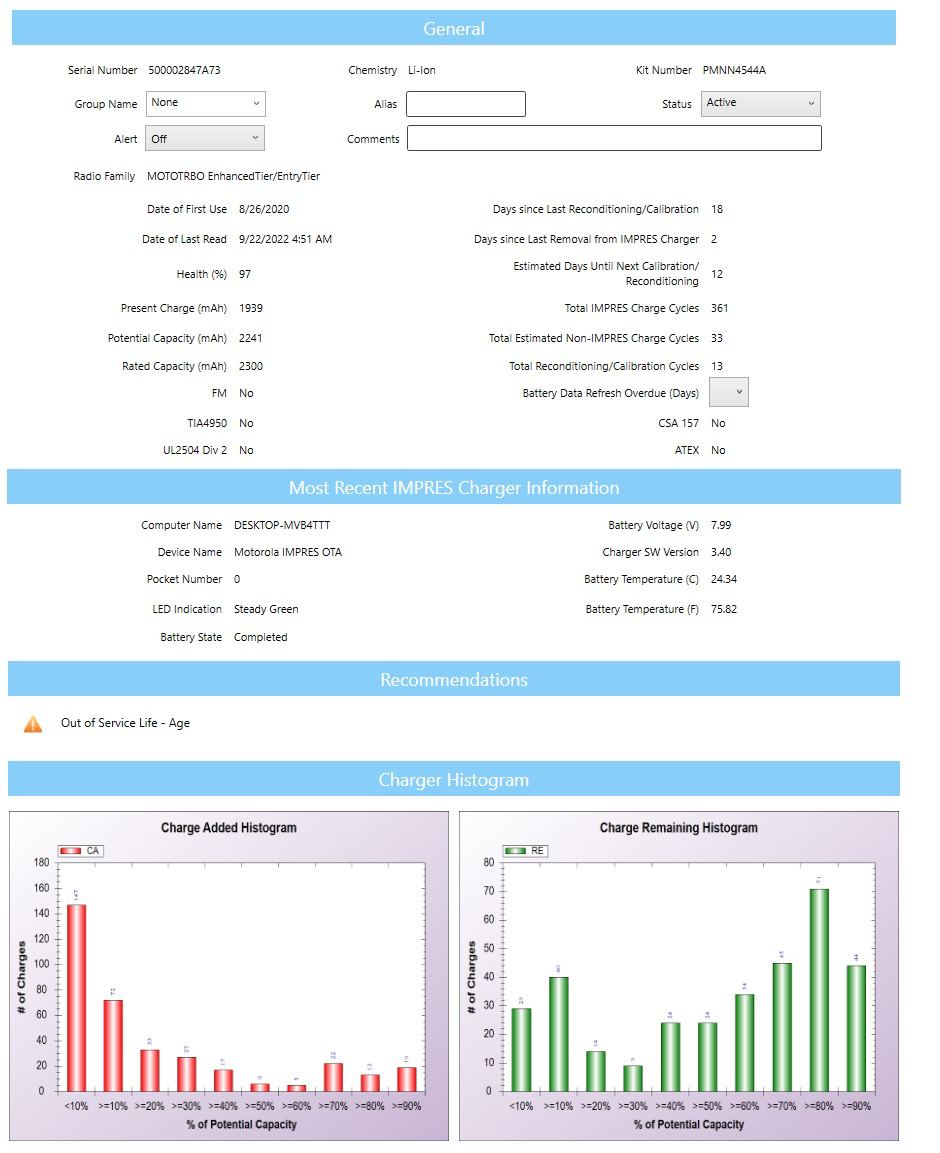 General
Serial Number 500002847A73 Chemistry Li-Ion Kit Number PMNN4544A
Group Name None Alias Status Active
Alert Off Comments
Radio Family MOTOTRBO EnhancedTier/EntryTier
Date of First Use 8/26/2020 Days since Last Reconditioning/Calibration 18
Date of Last Read 9/22/2022 4:51 AM Days since Last Removal from IMPRES Charger 2
Health (%) 97 Estimated Days Until Next Calibration/
Reconditioning 12
Present Charge (mAh) 1939 Total IMPRES Charge Cycles 361
Potential Capacity (mAh) 2241 Total Estimated Non-IMPRES Charge Cycles 33
Rated Capacity (mAh) 2300 Total Reconditioning/Calibration Cycles 13
FM No Battery Data Refresh Overdue (Days)
TIA4950 No CSA 157 No
UL2504 Div 2 No ATEX No
Most Recent IMPRES Charger Information
Computer Name DESKTOP-MVB4TTT Battery Voltage (V) 7.99
Device Name Motorola IMPRES OTA Charger SW Version 3.40
Pocket Number 0 Battery Temperature (C) 24.34
LED Indication Steady Green Battery Temperature (F) 75.82
Battery State Completed
Recommendations
Out of Service Life - Age
Charger Histogram
Charge Added Histogram
CA
# of Charges
180
160
140
120
100
80
60
40
20
0
147
72
33
27
17
22
13
19
<10% >=10% >=20% >=30% >=40% >=50% >=60% >=70% >=80% >=90%
% of Potential Capacity
Charge Remaining Histogram
RE
# of Charges
80
70
60
50
40
30
20
10
0
29
40
14
9
24
24
34
45
71
44
<10% >=10% >=20% >=30% >=40% >=50% >=60% >=70% >=80% >=90%
% of Potential Capacity